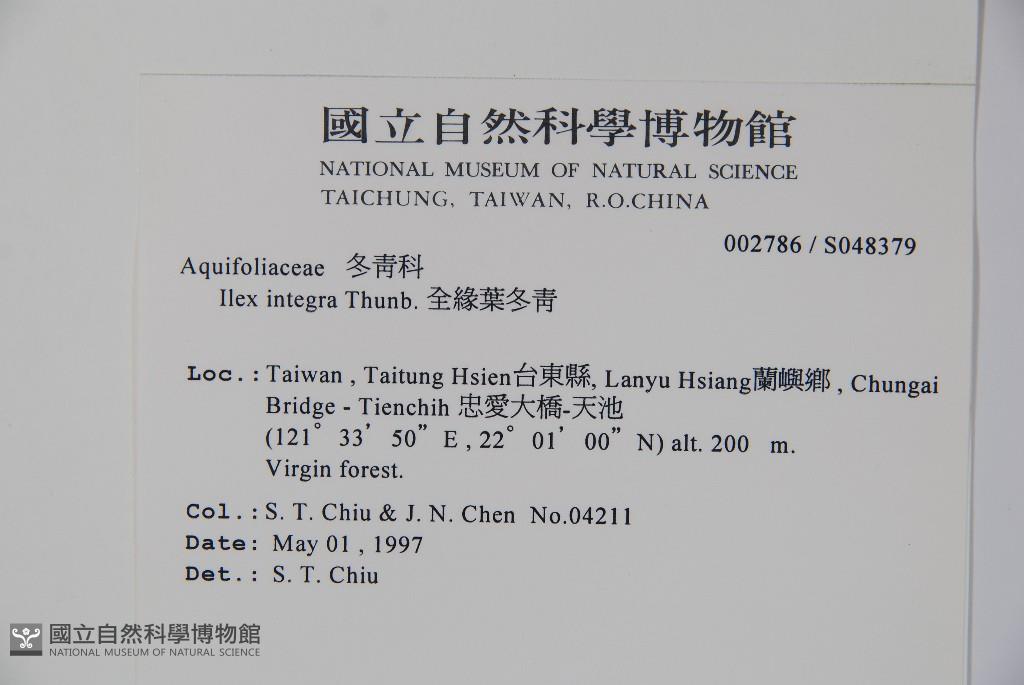 國立自然科學博物館
NATIONAL MUSEUM OF NATURAL SCIENCE
TAICHUNG, TAIWAN, R.O.CHINA
002786 / S048379
Aquifoliaceae 冬靑科
Ilex integra Thunb. 全緣葉冬靑
Loc.: Taiwan , Taitung Hsien台東縣, Lanyu Hsiang蘭嶼鄉 , Chungai
Bridge - Tienchih 忠愛大橋-天池
(121° 33’ 50” E , 22° 01’ 00” N) alt. 200 m.
Virgin forest.
Col.: S. T. Chiu & J. N. Chen No.04211
Date: May 01 , 1997
Det.: S. T. Chiu
國立自然科學博物館
NATIONAL MUSEUM OF NATURAL SCIENCE